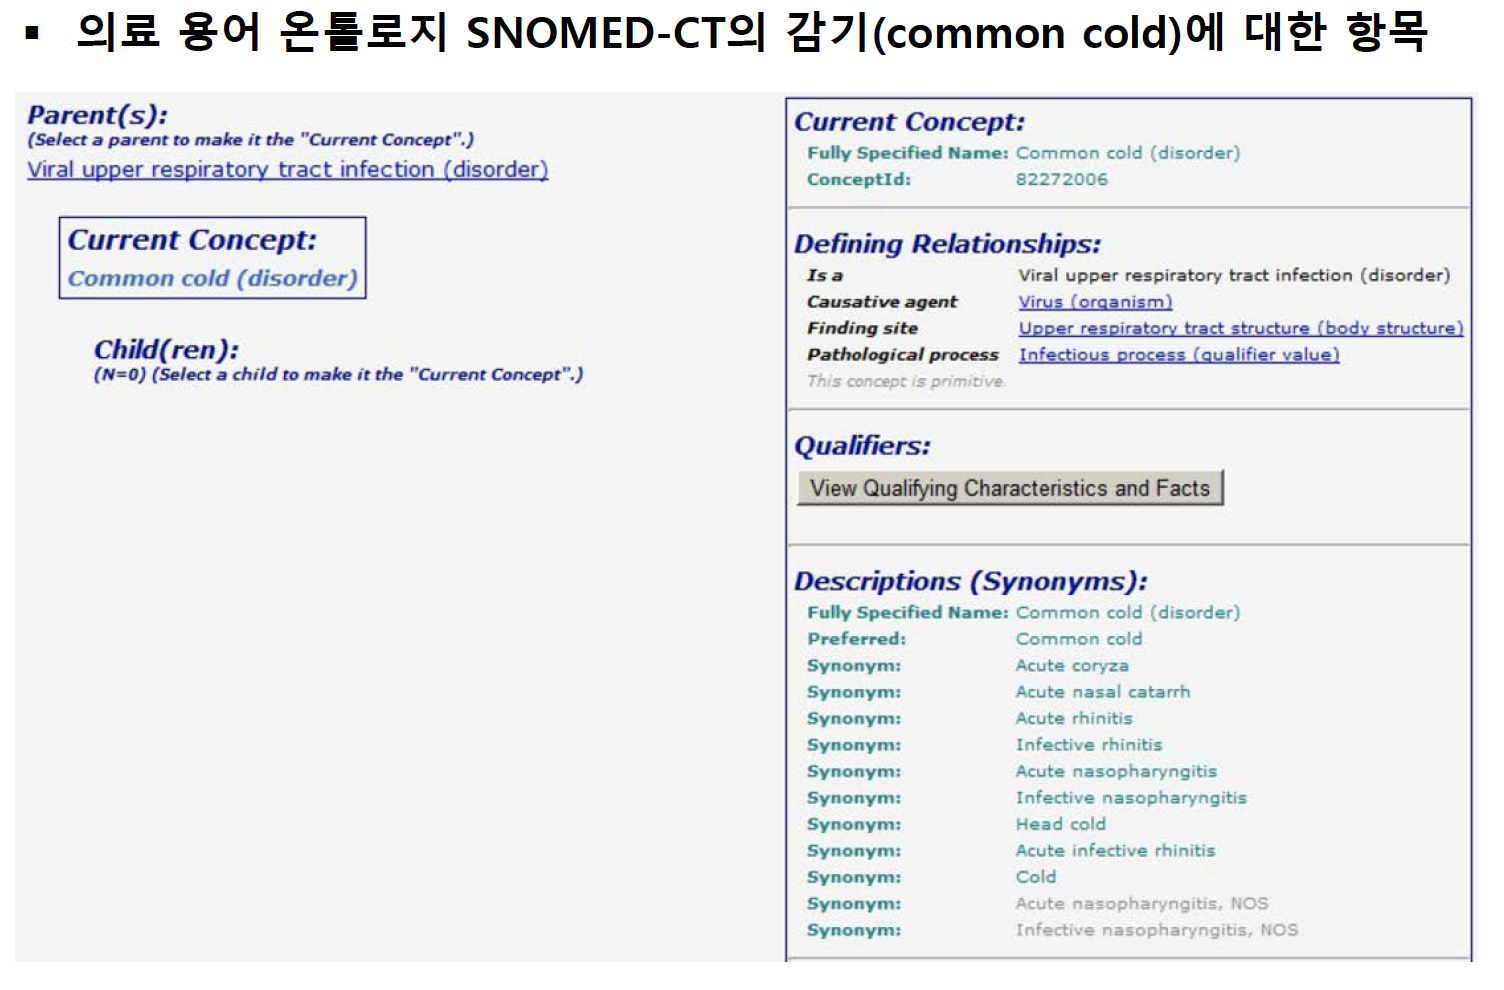 ▪ 의료 용어 온톨로지 SNOMED-CT의 감기(common cold)에 대한 항목
Parent(s):
(Select a parent to make it the "Current Concept".)
Viral upper respiratory tract infection (disorder)
Current Concept:
Common cold (disorder)
Child(ren):
(N=0) (Select a child to make it the "Current Concept".)
Current Concept:
Fully Specified Name: Common cold (disorder)
ConceptId: 82272006
Defining Relationships:
Is a Viral upper respiratory tract infection (disorder)
Causative agent Virus (organism)
Finding site Upper respiratory tract structure (body structure)
Pathological process Infectious process (qualifier value)
This concept is primitive.
Qualifiers:
View Qualifying Characteristics and Facts
Descriptions (Synonyms):
Fully Specified Name: Common cold (disorder)
Preferred: Common cold
Synonym: Acute coryza
Synonym: Acute nasal catarrh
Synonym: Acute rhinitis
Synonym: Infective rhinitis
Synonym: Acute nasopharyngitis
Synonym: Infective nasopharyngitis
Synonym: Head cold
Synonym: Acute infective rhinitis
Synonym: Cold
Synonym: Acute nasopharyngitis, NOS
Synonym: Infective nasopharyngitis, NOS